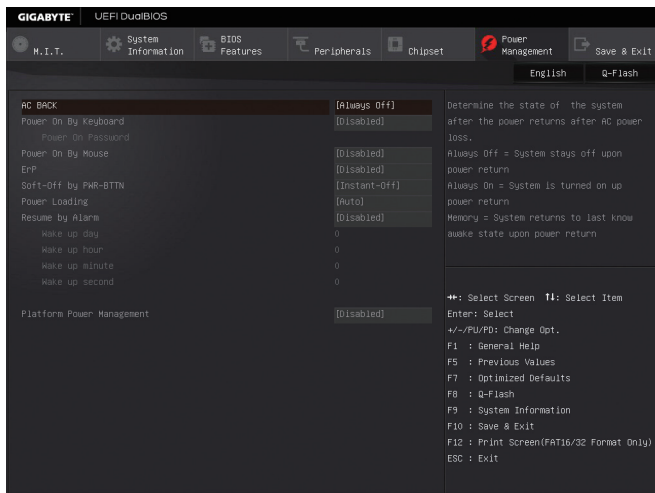 GIGABYTE™ UEFI DualBIOS
M.I.T.
System Information
BIOS Features
Peripherals
Chipset
Power Management
Save & Exit
English Q-Flash
AC BACK [Always Off]
Power On By Keyboard [Disabled]
Power On Password
Power On By Mouse [Disabled]
ErP [Disabled]
Soft-Off by PWR-BTTN [Instant-Off]
Power Loading [Auto]
Resume by Alarm [Disabled]
Wake up day 0
Wake up hour 0
Wake up minute 0
Wake up second 0
Platform Power Management [Disabled]
Determine the state of the system
after the power returns after AC power
loss.
Always Off = System stays off upon
power return
Always On = System is turned on up
power return
Memory = System returns to last know
awake state upon power return
→←: Select Screen ↑↓: Select Item
Enter: Select
+/-/PU/PD: Change Opt.
F1 : General Help
F5 : Previous Values
F7 : Optimized Defaults
F8 : Q-Flash
F9 : System Information
F10 : Save & Exit
F12 : Print Screen(FAT16/32 Format Only)
ESC : Exit